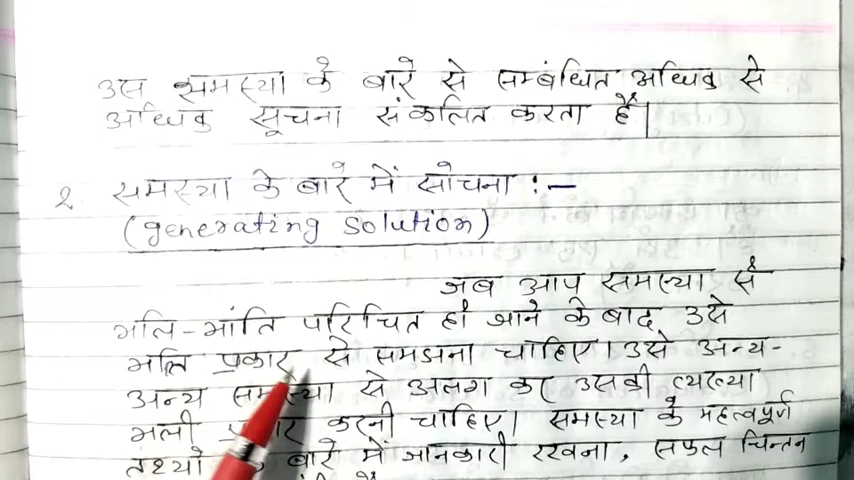 उस समस्या के बारे से सम्बंधित अधिक से
अधिक सूचना संकलित करता है|
2. समस्या के बारे में सोचना :-
(generating solution)
जब आप समस्या से
भलि-भांति परिचित हो जाने के बाद उसे
भलि प्रकार से समझना चाहिए। उसे अन्य-
अन्य समस्या से अलग कर उसकी व्यख्या
भली प्रकार करनी चाहिए। समस्या के महत्वपूर्ण
तथ्यो बारे में जानकारी रखना, सफल चिन्तन